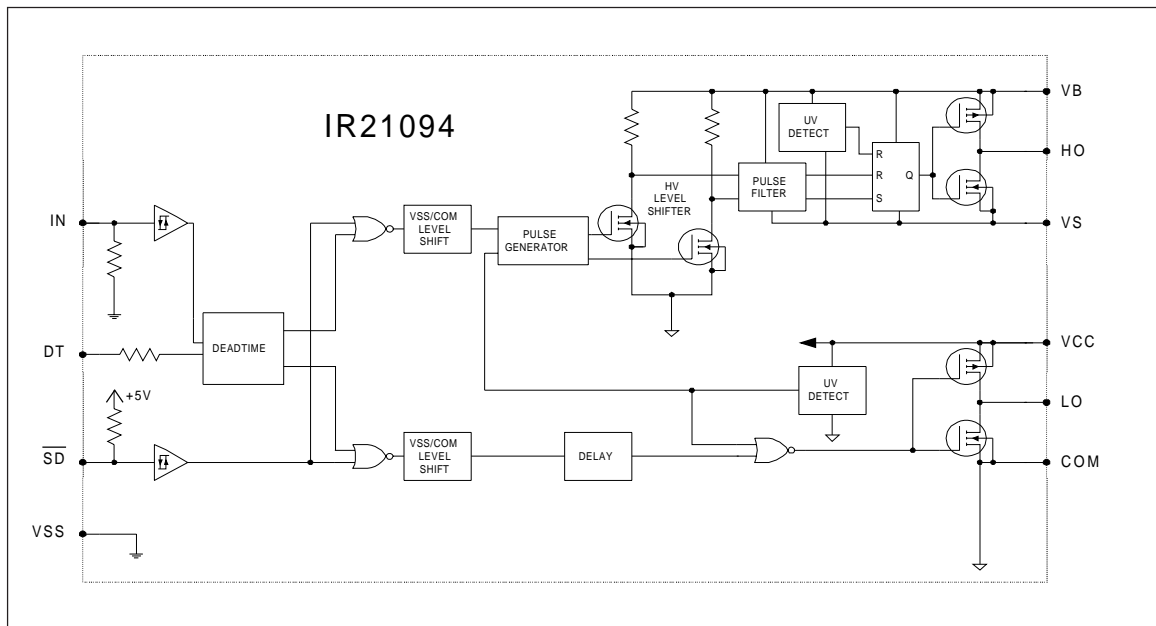 IR21094
VB
UV
DETECT
HO
R
R
S
Q
PULSE
FILTER
HV
LEVEL
SHIFTER
VS
IN
VSS/COM
LEVEL
SHIFT
PULSE
GENERATOR
DEADTIME
DT
VCC
UV
DETECT
LO
+5V
SD
VSS/COM
LEVEL
SHIFT
DELAY
COM
VSS